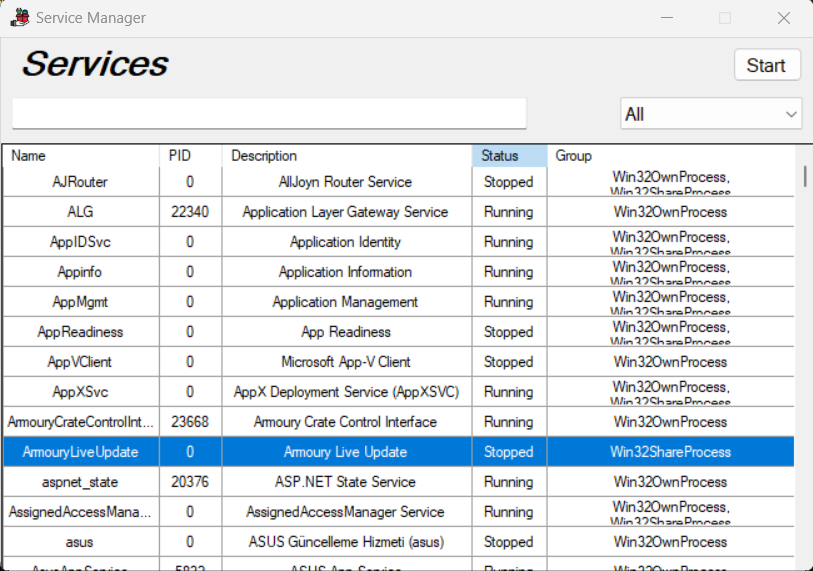 Service Manager
Services
Start
All
Name PID Description Status Group
AJRouter 0 AllJoyn Router Service Stopped Win32OwnProcess,
Win32ShareProcess
ALG 22340 Application Layer Gateway Service Running Win32OwnProcess
AppIDSvc 0 Application Identity Running Win32OwnProcess,
Win32ShareProcess
Appinfo 0 Application Information Running Win32OwnProcess,
Win32ShareProcess
AppMgmt 0 Application Management Running Win32OwnProcess,
Win32ShareProcess
AppReadiness 0 App Readiness Stopped Win32OwnProcess,
Win32ShareProcess
AppVClient 0 Microsoft App-V Client Stopped Win32OwnProcess
AppXSvc 0 AppX Deployment Service (AppXSVC) Running Win32OwnProcess,
Win32ShareProcess
ArmouryCrateControlInt... 23668 Armoury Crate Control Interface Running Win32OwnProcess
ArmouryLiveUpdate 0 Armoury Live Update Stopped Win32ShareProcess
aspnet_state 20376 ASP.NET State Service Running Win32OwnProcess
AssignedAccessMana... 0 AssignedAccessManager Service Running Win32OwnProcess,
Win32ShareProcess
asus 0 ASUS Güncelleme Hizmeti (asus) Stopped Win32OwnProcess
AsusAppService ASUS App Service Running Win32OwnProcess